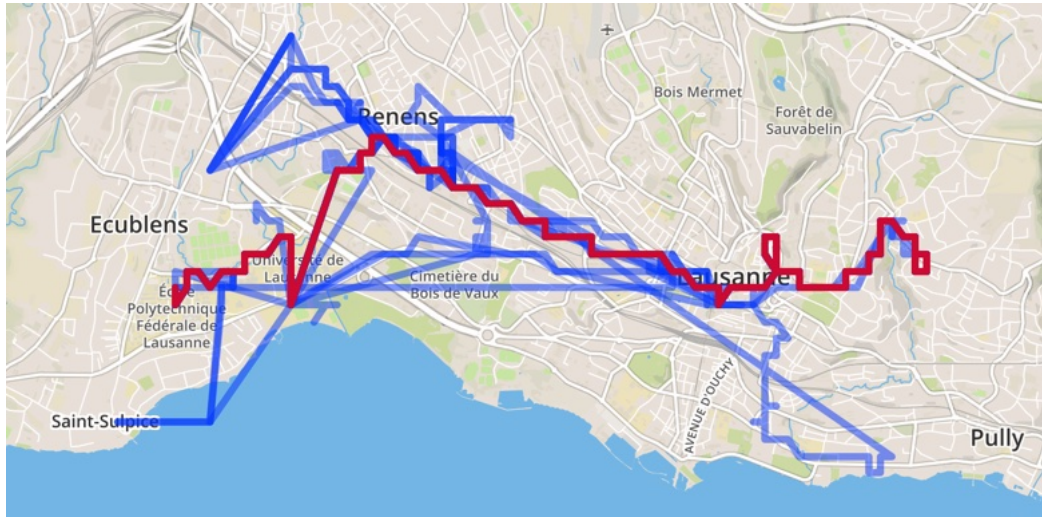 Bois Mermet
Forêt de
Sauvabelin
Renens
Ecublens
Université de
Lausanne
Cimetière du
Bois de Vaux
Lausanne
École
Polytechnique
Fédérale de
Lausanne
AVENUE D'OUCHY
Saint-Sulpice
Pully